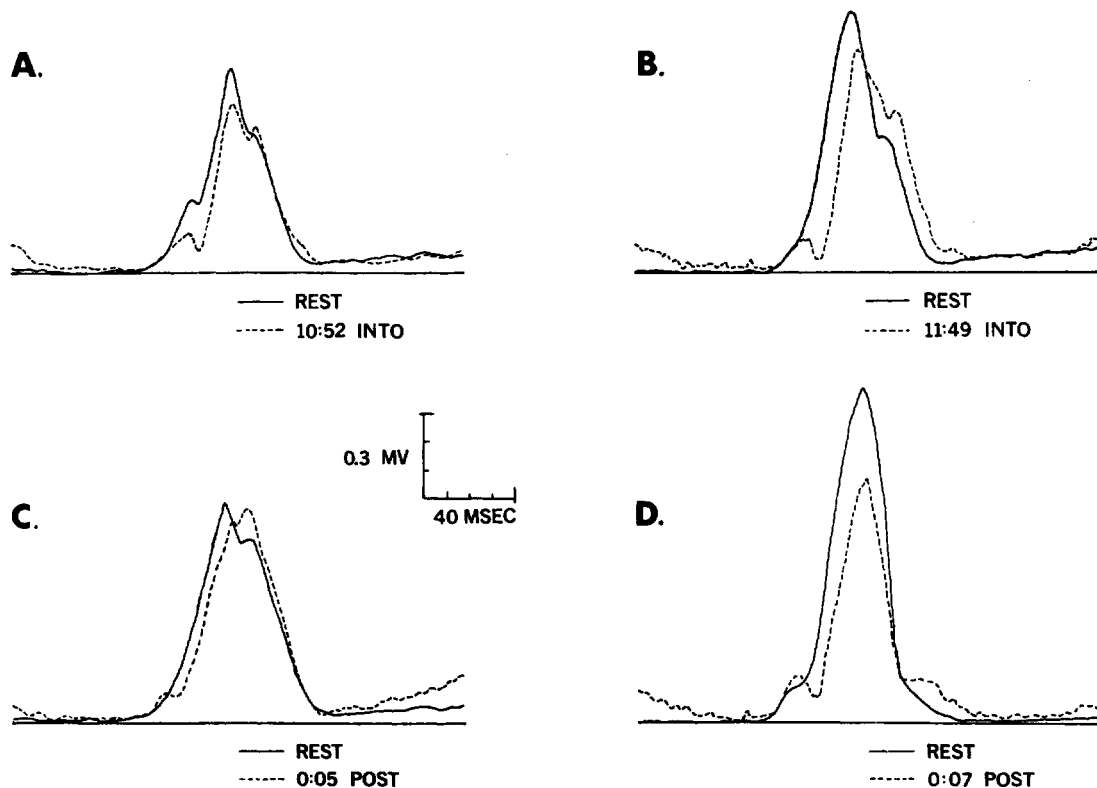 A.
REST
10:52 INTO
B.
REST
11:49 INTO
0.3 MV
40 MSEC
C.
REST
0:05 POST
D.
REST
0:07 POST